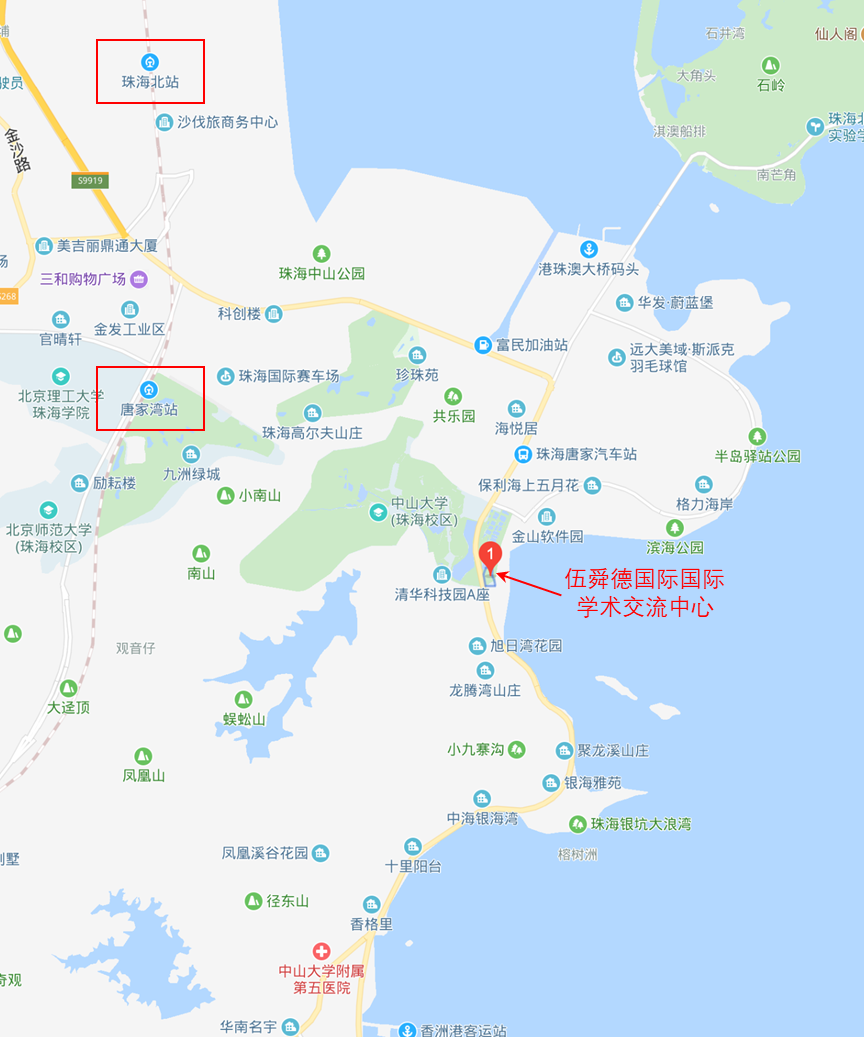 石井湾
仙人阁
大角头
石岭
淇澳船排
珠海北
实验学
南芒角
珠海北站
驶员
金沙路
沙伐旅商务中心
S9919
美吉丽鼎通大厦
场
三和购物广场
S268
珠海中山公园
港珠澳大桥码头
华发·蔚蓝堡
官晴轩
金发工业区
科创楼
富民加油站
远大美域·斯派克
羽毛球馆
北京理工大学
珠海学院
唐家湾站
珠海国际赛车场
珍珠苑
共乐园
珠海高尔夫山庄
海悦居
珠海唐家汽车站
半岛驿站公园
九洲绿城
励耘楼
小南山
保利海上五月花
格力海岸
中山大学
(珠海校区)
金山软件园
滨海公园
北京师范大学
(珠海校区)
南山
1
清华科技园A座
伍舜德国际国际
学术交流中心
观音仔
旭日湾花园
龙腾湾山庄
大迳顶
蜈蚣山
小九寨沟
聚龙溪山庄
凤凰山
银海雅苑
中海银海湾
珠海银坑大浪湾
榕树洲
别墅
凤凰溪谷花园
十里阳台
径东山
香格里
奇观
中山大学附属
第五医院
华南名宇
香洲港客运站